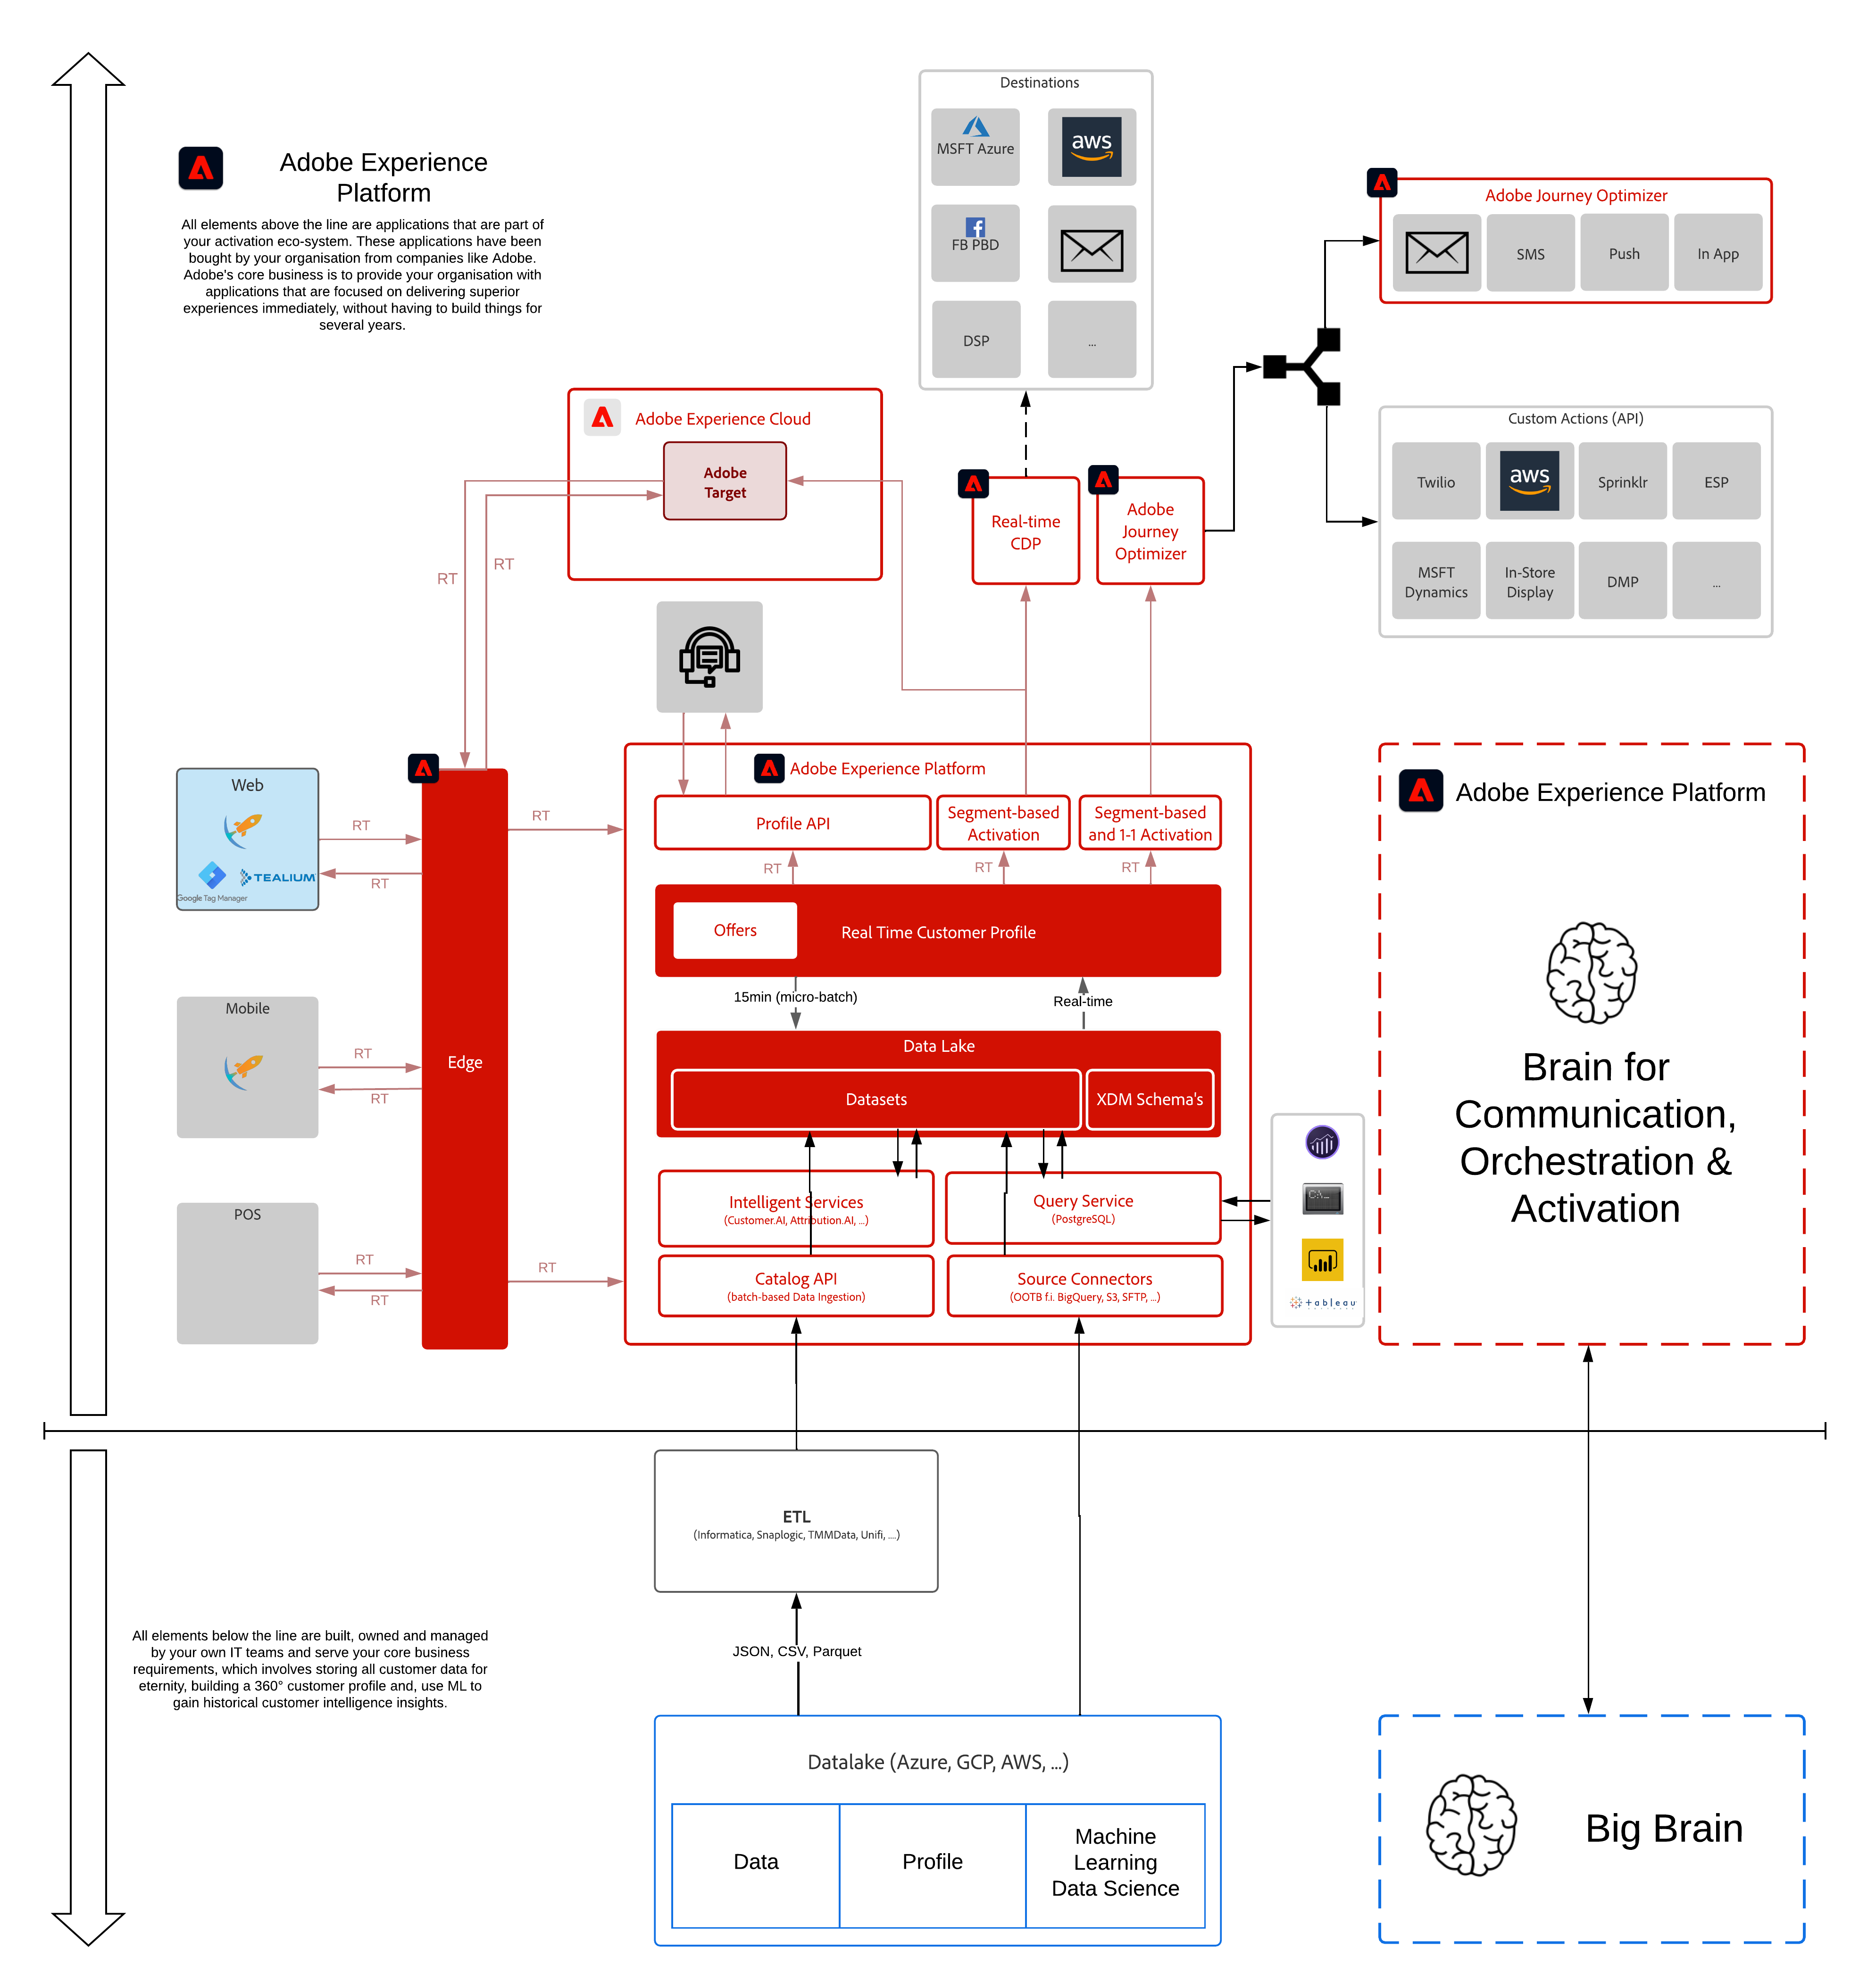 Destinations
MSFT Azure
aws
FB PBD
DSP
...
Adobe Experience
Platform
All elements above the line are applications that are part of
your activation eco-system. These applications have been
bought by your organisation from companies like Adobe.
Adobe's core business is to provide your organisation with
applications that are focused on delivering superior
experiences immediately, without having to build things for
several years.
Adobe Journey Optimizer
SMS
Push
In App
Custom Actions (API)
Twilio
aws
Sprinklr
ESP
MSFT
Dynamics
In-Store
Display
DMP
...
Adobe Experience Cloud
Adobe
Target
Real-time
CDP
Adobe
Journey
Optimizer
RT
RT
Web
TEALIUM
Google Tag Manager
RT
RT
Mobile
RT
RT
POS
RT
RT
Edge
RT
RT
Adobe Experience Platform
Profile API
Segment-based
Activation
Segment-based
and 1-1 Activation
RT
RT
RT
Offers
Real Time Customer Profile
15min (micro-batch)
Real-time
Data Lake
Datasets
XDM Schema's
Intelligent Services
(Customer.AI, Attribution.AI, ...)
Query Service
(PostgreSQL)
Catalog API
(batch-based Data Ingestion)
Source Connectors
(OOTB f.i. BigQuery, S3, SFTP, ...)
C:\_
+ a b l e a u
Adobe Experience Platform
Brain for
Communication,
Orchestration &
Activation
ETL
(Informatica, Snaplogic, TMMData, Unifi, ....)
JSON, CSV, Parquet
All elements below the line are built, owned and managed
by your own IT teams and serve your core business
requirements, which involves storing all customer data for
eternity, building a 360° customer profile and, use ML to
gain historical customer intelligence insights.
Datalake (Azure, GCP, AWS, ...)
Data
Profile
Machine
Learning
Data Science
Big Brain